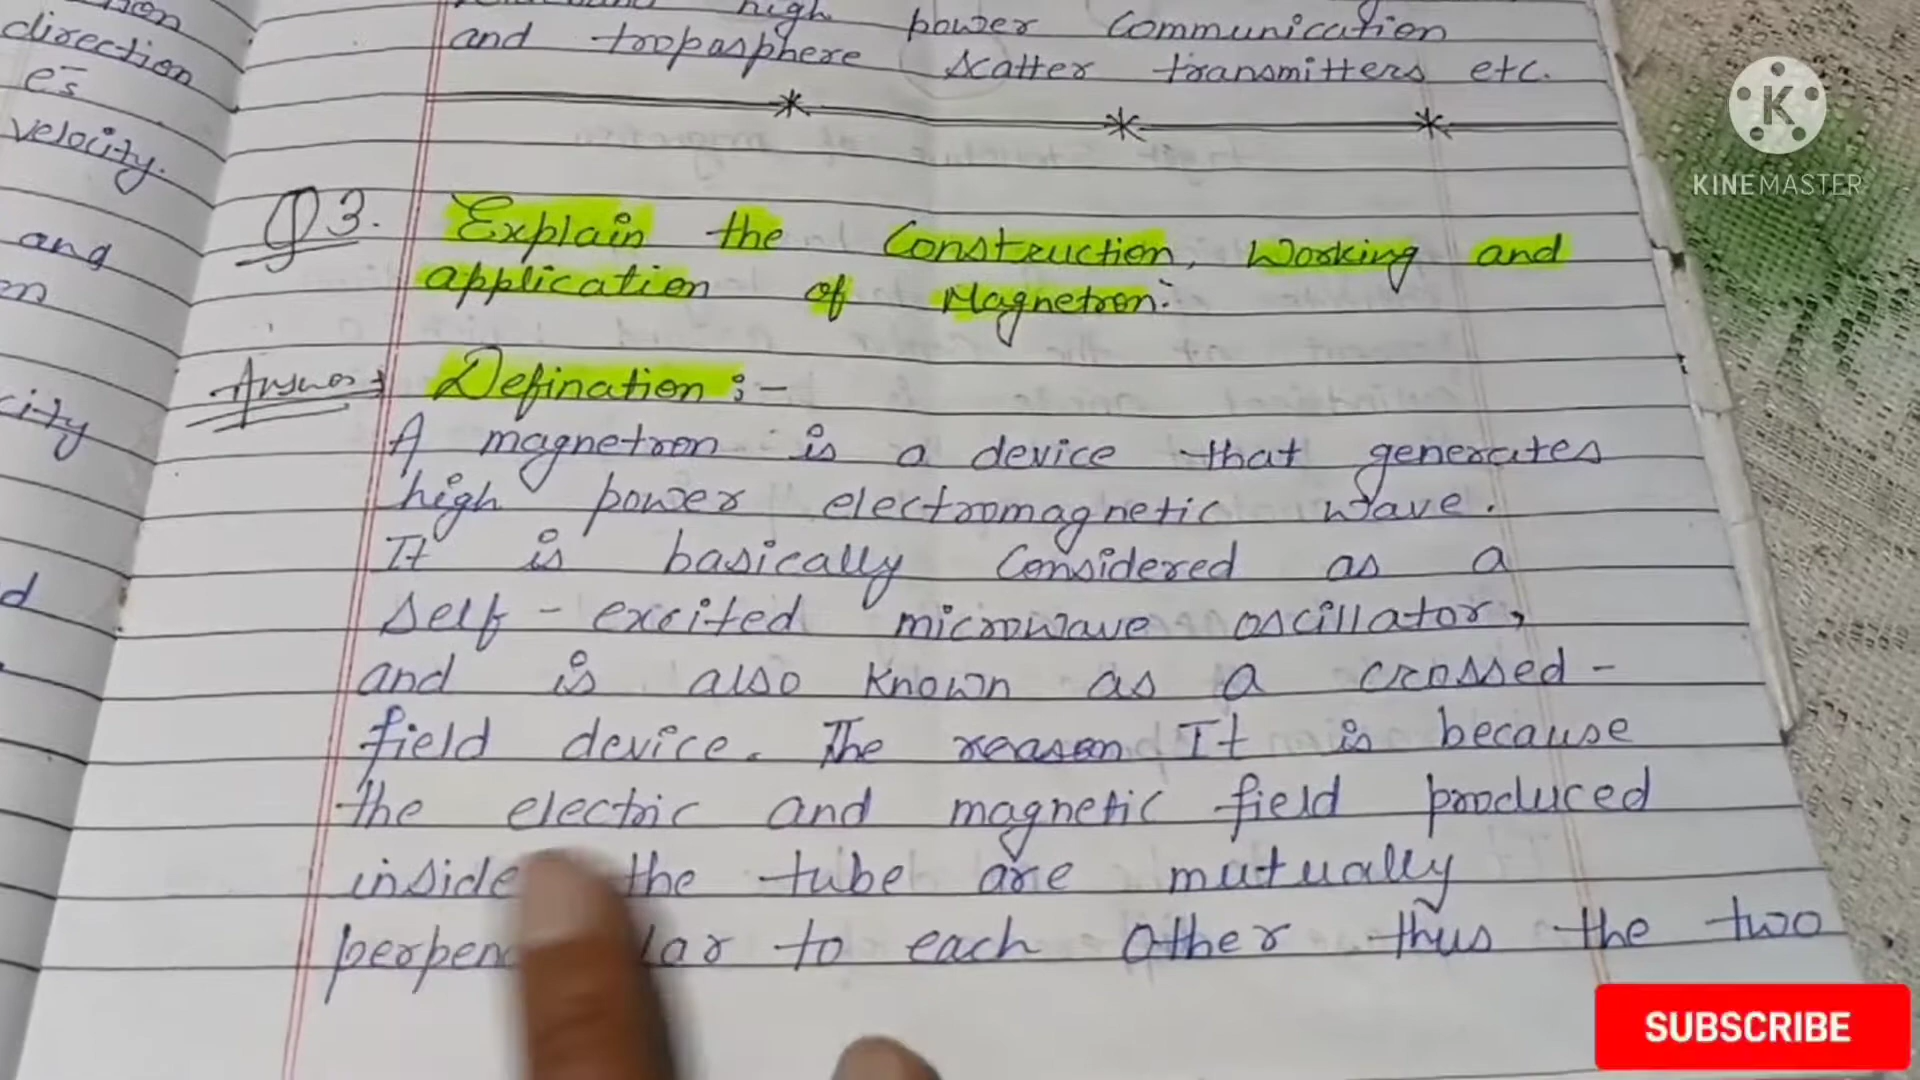 high power Communication
and tropasphere scatter transmitters etc.
direction
e's
velocity.
and
city
d
Q3. Explain the Construction, Working and
application of Magnetron:
Answer → Defination :-
A magnetron is a device that generates
high power electromagnetic wave.
It is basically Considered as a
self - excited microwave oscillator,
and is also known as a crossed -
field device. The reason It is because
the electric and magnetic field produced
inside the tube are mutually
to each other thus the two
K
KINEMASTER
SUBSCRIBE